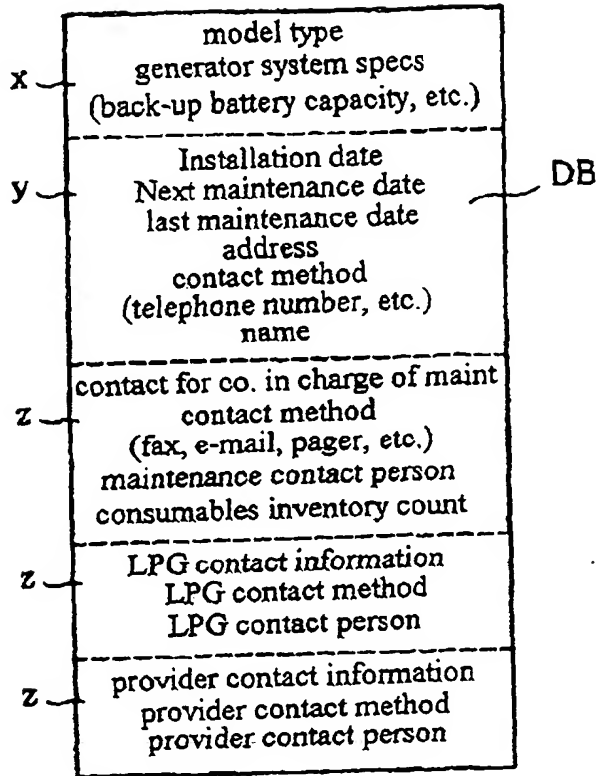 model type
x generator system specs
(back-up battery capacity, etc.)
Installation date
y Next maintenance date DB
last maintenance date
address
contact method
(telephone number, etc.)
name
contact for co. in charge of maint
z contact method
(fax, e-mail, pager, etc.)
maintenance contact person
consumables inventory count
z LPG contact information
LPG contact method
LPG contact person
provider contact information
z provider contact method
provider contact person